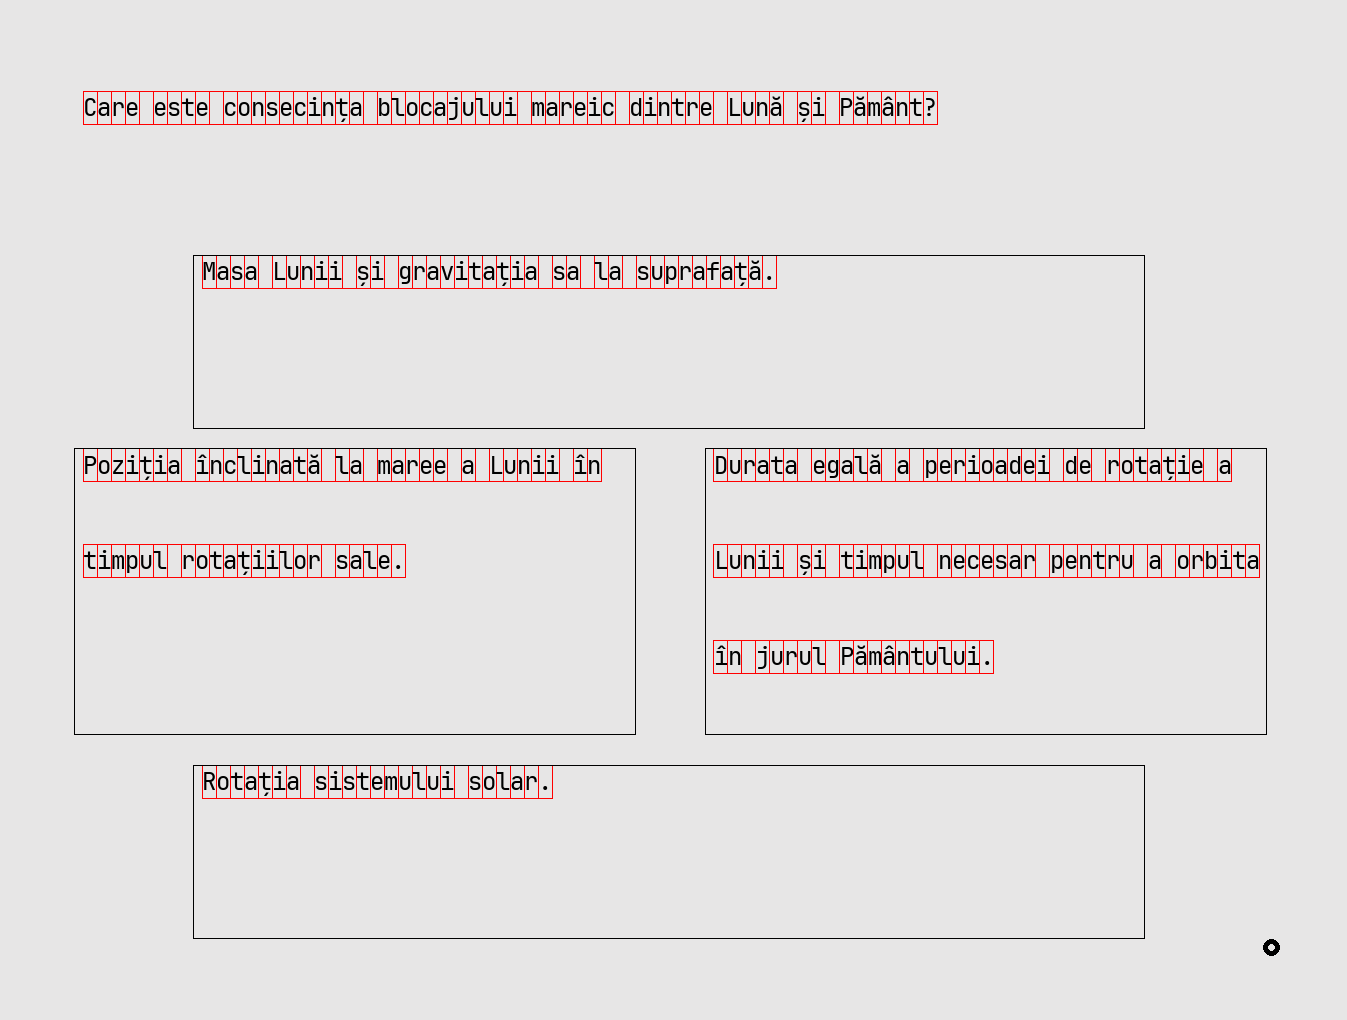 Care este consecința blocajului mareic dintre Lună și Pământ?
Masa Lunii și gravitația sa la suprafață.
Poziția înclinată la maree a Lunii în
timpul rotațiilor sale.
Durata egală a perioadei de rotație a
Lunii și timpul necesar pentru a orbita
în jurul Pământului.
Rotația sistemului solar.